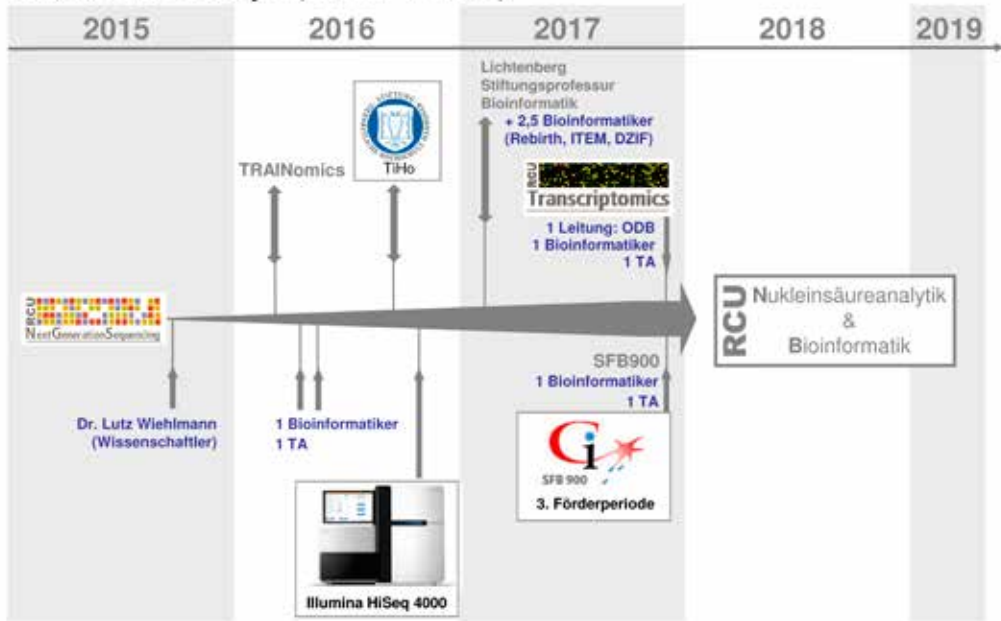 2015
2016
2017
2018
2019
Lichtenberg
Stiftungsprofessur
Bioinformatik
+ 2,5 Bioinformatiker
(Rebirth, ITEM, DZIF)
TRAINomics
TiHo
RCU
Transcriptomics
1 Leitung: ODB
1 Bioinformatiker
1 TA
RCU
NextGenerationSequencing
RCU
Nukleinsäureanalytik
&
Bioinformatik
SFB900
1 Bioinformatiker
1 TA
Dr. Lutz Wiehlmann
(Wissenschaftler)
1 Bioinformatiker
1 TA
Ci
SFB 900
3. Förderperiode
Illumina HiSeq 4000